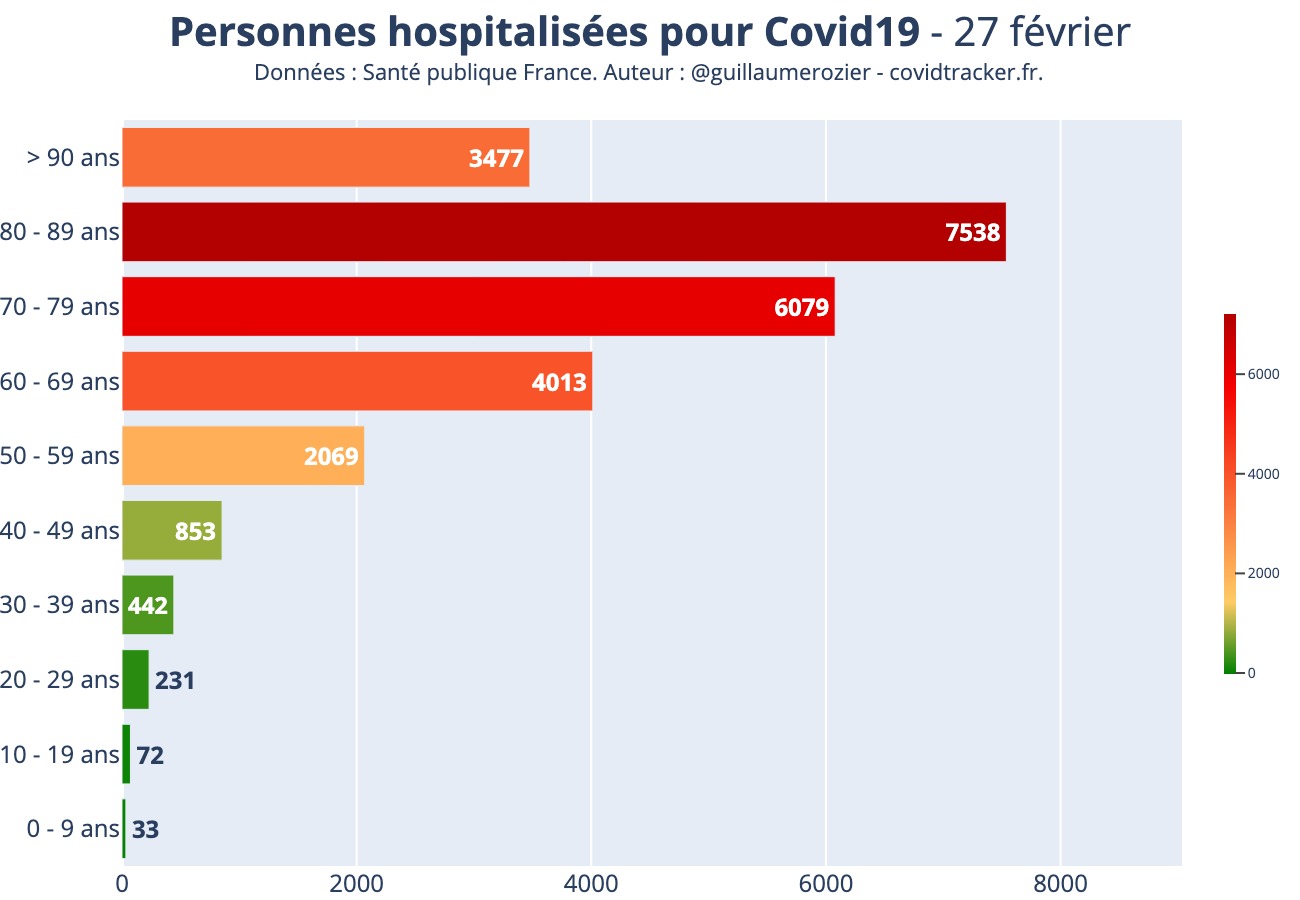 Personnes hospitalisées pour Covid19 - 27 février
Données : Santé publique France. Auteur : @guillaumerozier - covidtracker.fr.
> 90 ans 3477
80 - 89 ans 7538
70 - 79 ans 6079
60 - 69 ans 4013
50 - 59 ans 2069
40 - 49 ans 853
30 - 39 ans 442
20 - 29 ans 231
10 - 19 ans 72
0 - 9 ans 33
0 2000 4000 6000 8000
6000
4000
2000
0